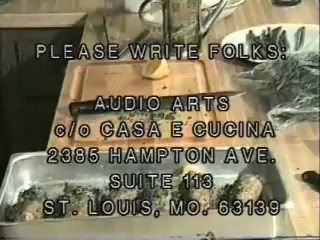 PLEASE WRITE FOLKS:
AUDIO ARTS
c/o CASA E CUCINA
2385 HAMPTON AVE.
SUITE 113
ST. LOUIS, MO. 63139